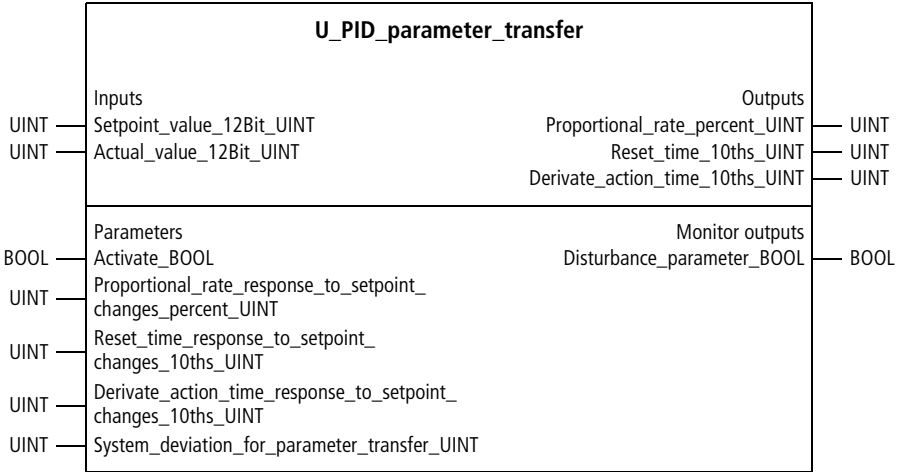 U_PID_parameter_transfer
Inputs Outputs
UINT Setpoint_value_12Bit_UINT Proportional_rate_percent_UINT UINT
UINT Actual_value_12Bit_UINT Reset_time_10ths_UINT UINT
Derivate_action_time_10ths_UINT UINT
Parameters Monitor outputs
BOOL Activate_BOOL Disturbance_parameter_BOOL BOOL
UINT Proportional_rate_response_to_setpoint_
changes_percent_UINT
UINT Reset_time_response_to_setpoint_
changes_10ths_UINT
UINT Derivate_action_time_response_to_setpoint_
changes_10ths_UINT
UINT System_deviation_for_parameter_transfer_UINT